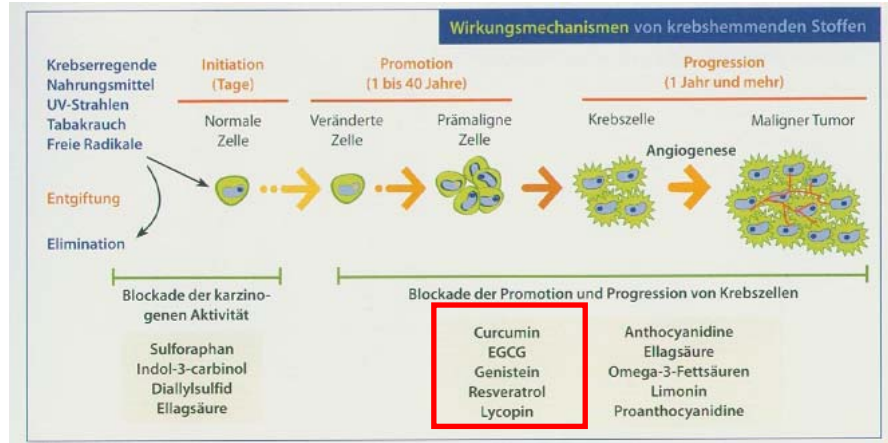 Wirkungsmechanismen von krebshemmenden Stoffen
Krebserregende
Nahrungsmittel
UV-Strahlen
Tabakrauch
Freie Radikale
Entgiftung
Elimination
Initiation
(Tage)
Normale
Zelle
Promotion
(1 bis 40 Jahre)
Veränderte
Zelle
Prämaligne
Zelle
Progression
(1 Jahr und mehr)
Krebszelle
Angiogenese
Maligner Tumor
Blockade der karzino-
genen Aktivität
Sulforaphan
Indol-3-carbinol
Diallylsulfid
Ellagsäure
Blockade der Promotion und Progression von Krebszellen
Curcumin
EGCG
Genistein
Resveratrol
Lycopin
Anthocyanidine
Ellagsäure
Omega-3-Fettsäuren
Limonin
Proanthocyanidine